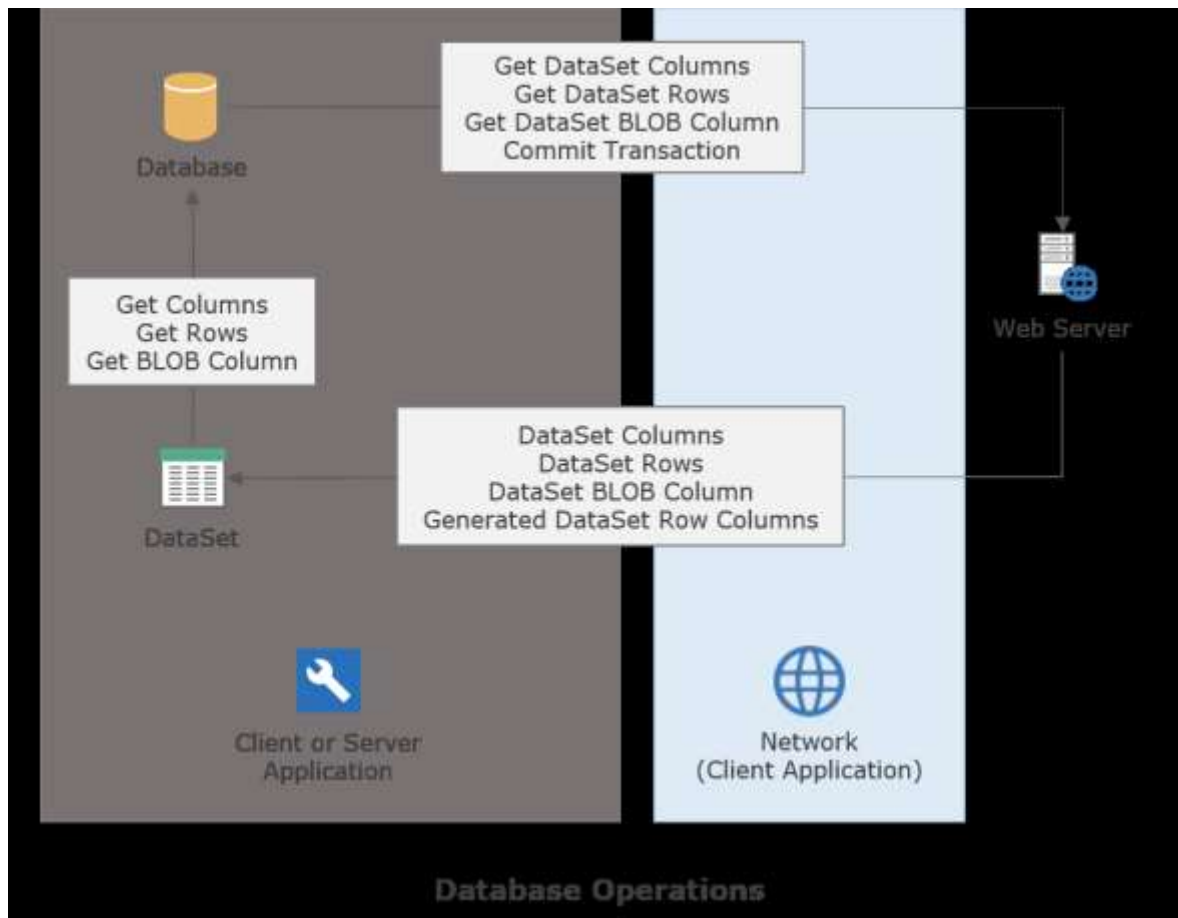 Get DataSet Columns
Get DataSet Rows
Get DataSet BLOB Column
Commit Transaction
Database
Get Columns
Get Rows
Get BLOB Column
Web Server
DataSet Columns
DataSet Rows
DataSet BLOB Column
Generated DataSet Row Columns
DataSet
Client or Server
Application
Network
(Client Application)
Database Operations